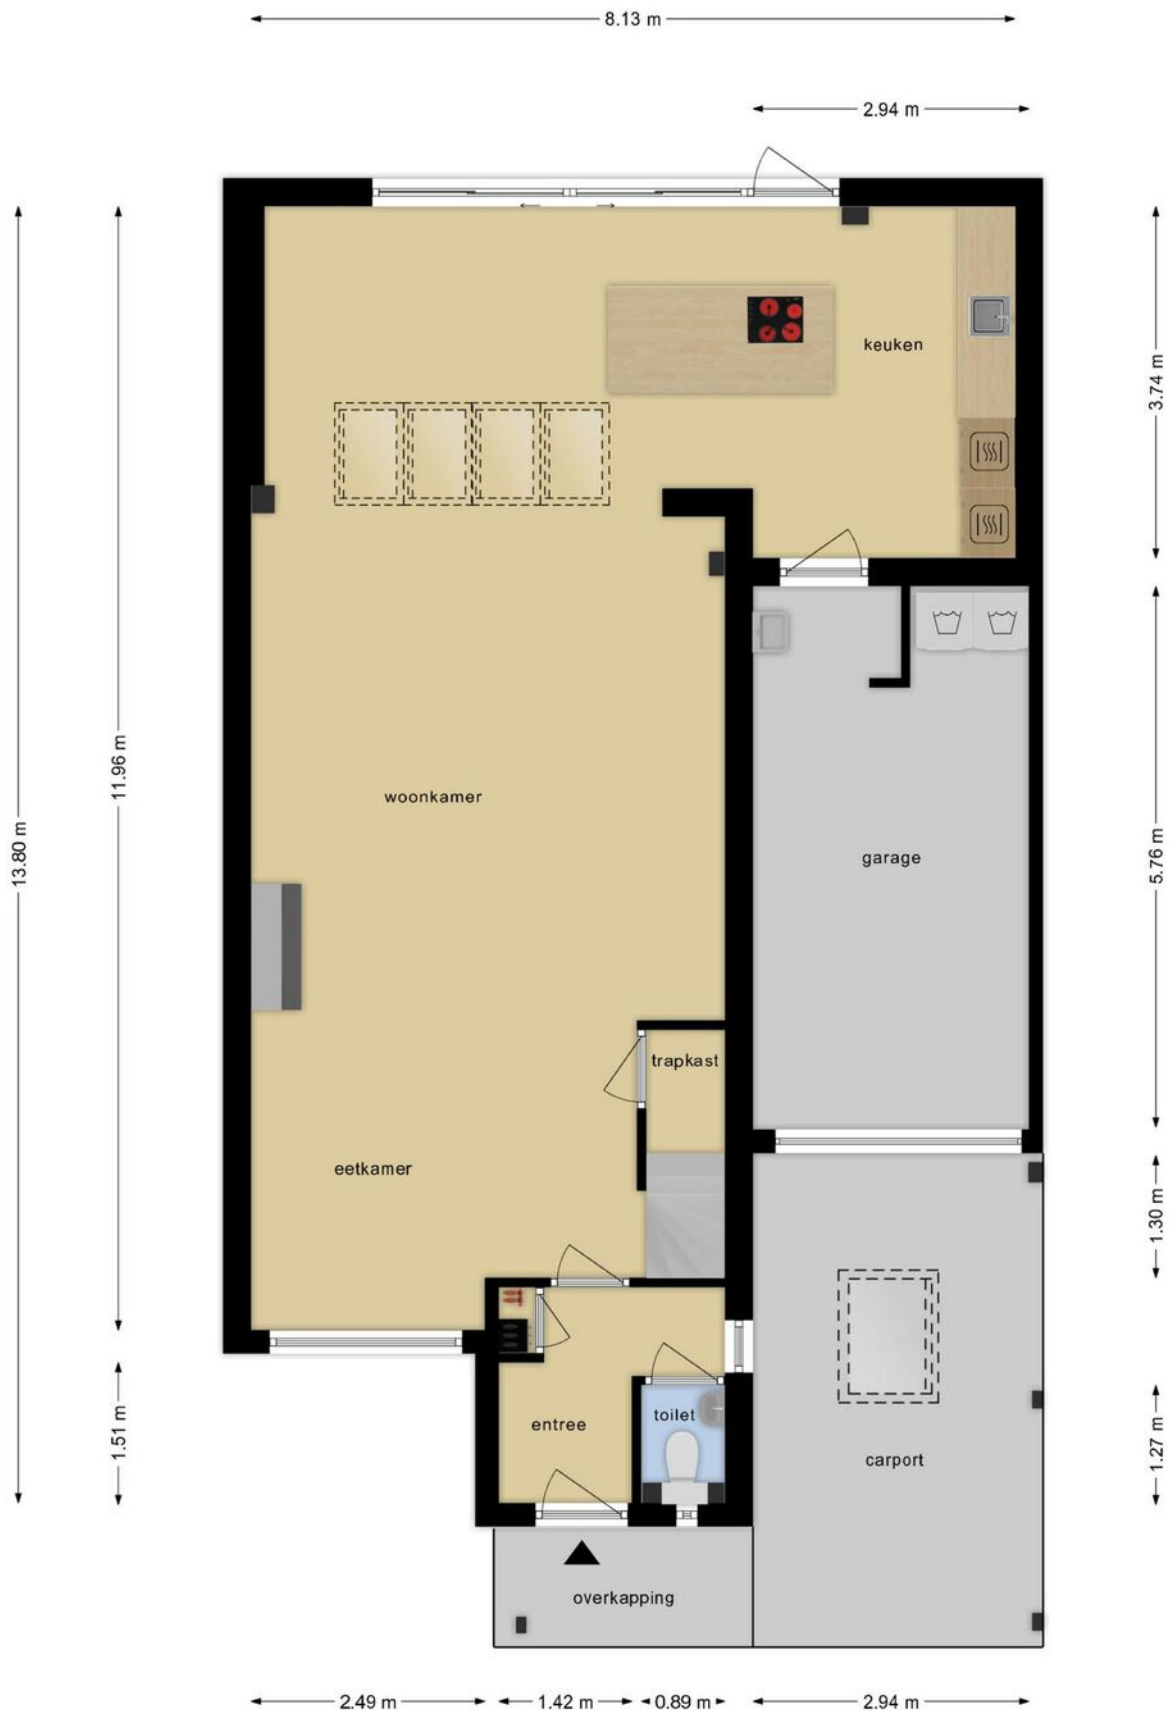 8.13 m
2.94 m
keuken
3.74 m
11.96 m
13.80 m
woonkamer
garage
5.76 m
trapkast
eetkamer
1.30 m
entree
toilet
1.51 m
1.27 m
carport
overkapping
2.49 m
1.42 m
0.89 m
2.94 m